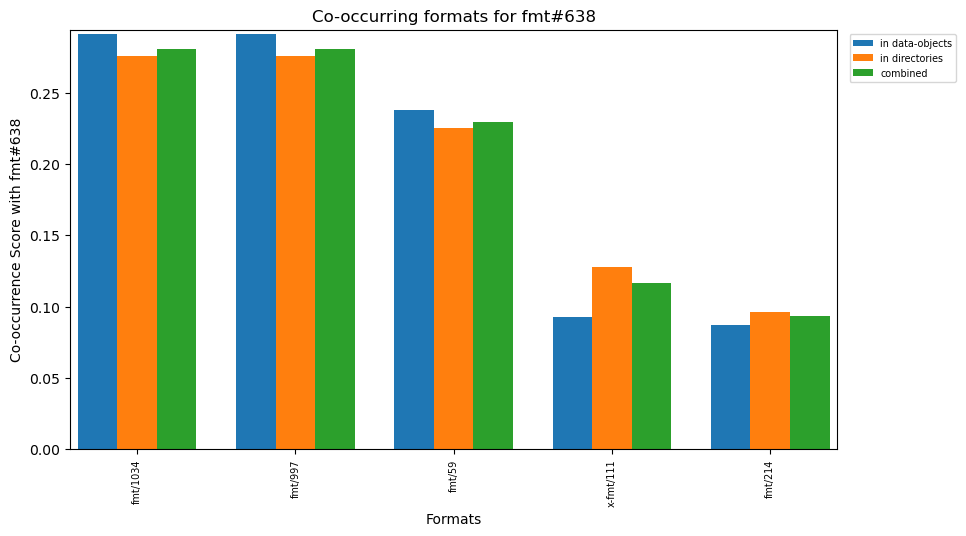 Co-occurring formats for fmt#638
in data-objects
in directories
combined
Co-occurrence Score with fmt#638
0.25
0.20
0.15
0.10
0.05
0.00
fmt/1034
fmt/997
fmt/59
x-fmt/111
fmt/214
Formats